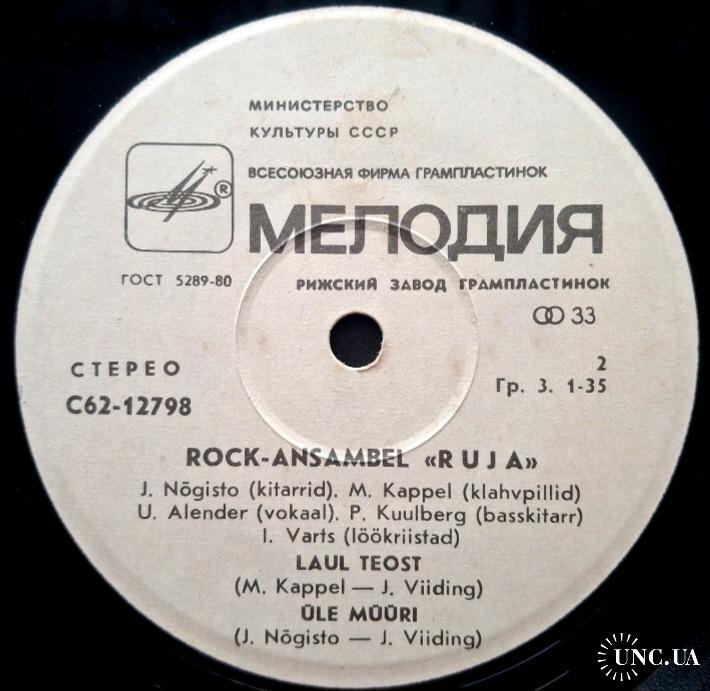 МИНИСТЕРСТВО
КУЛЬТУРЫ СССР
ВСЕСОЮЗНАЯ ФИРМА ГРАМПЛАСТИНОК
®
МЕЛОДИЯ
ГОСТ 5289-80
РИЖСКИЙ ЗАВОД ГРАМПЛАСТИНОК
33
СТЕРЕО
2
С62-12798
Гр. 3. 1-35
ROCK-ANSAMBEL «RUJA»
J. Nõgisto (kitarrid). M. Kappel (klahvpillid)
U. Alender (vokaal). P. Kuulberg (basskitarr)
I. Varts (löökriistad)
LAUL TEOST
(M. Kappel — J. Viiding)
ÜLE MÜÜRI
(J. Nõgisto — J. Viiding)
UNC.UA